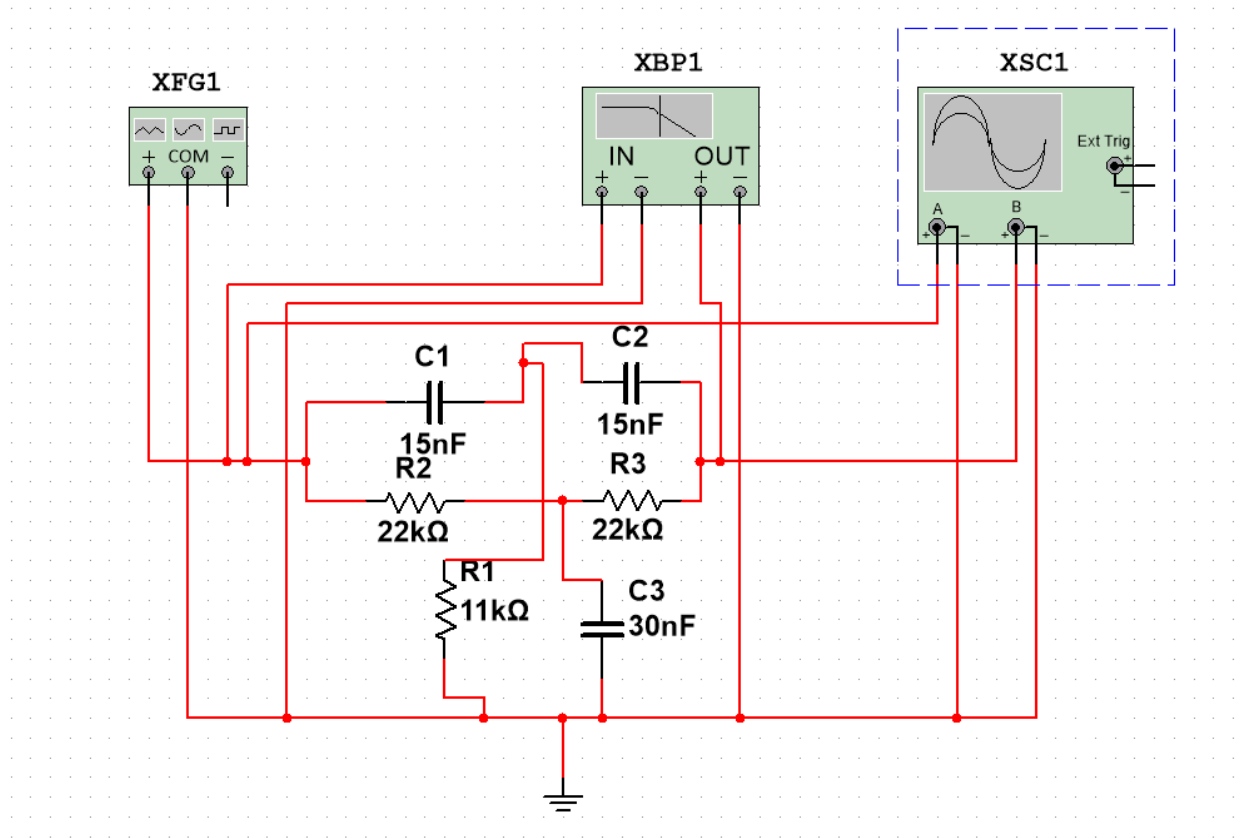 XFG1
+ COM −
XBP1
IN OUT
+ − + −
XSC1
Ext Trig
+
−
A B
+ − + −
C1
15nF
C2
15nF
R2
22kΩ
R3
22kΩ
R1
11kΩ
C3
30nF